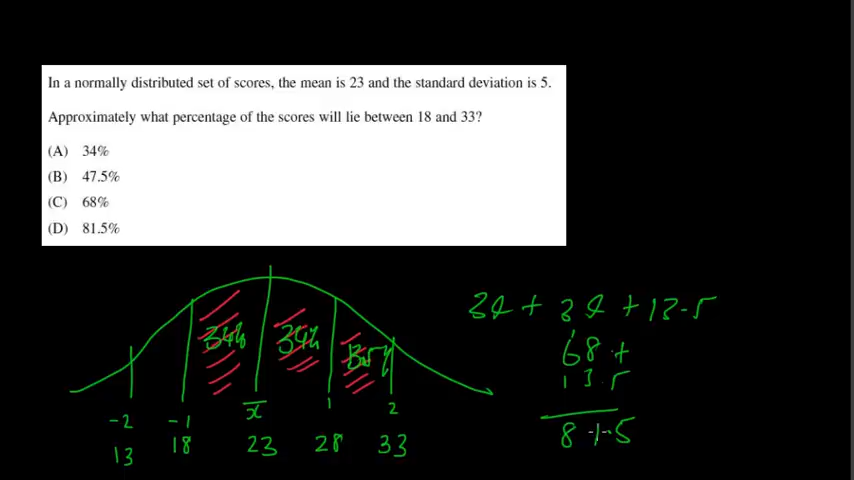 In a normally distributed set of scores, the mean is 23 and the standard deviation is 5.
Approximately what percentage of the scores will lie between 18 and 33?
(A) 34%
(B) 47.5%
(C) 68%
(D) 81.5%
34 + 34 + 13.5
34% 34% 13.5%
68 +
13.5
81.5
-2 -1 x̄ 1 2
13 18 23 28 33